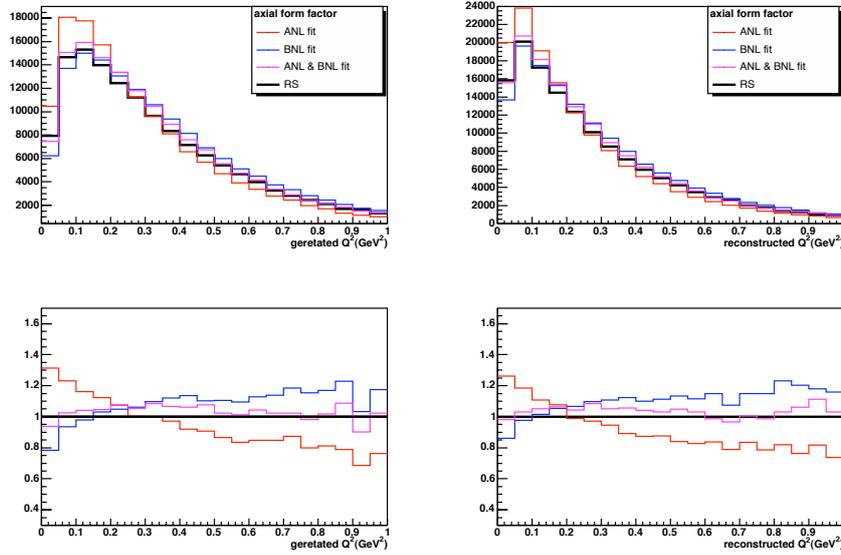 axial form factor
ANL fit
BNL fit
ANL & BNL fit
RS
18000
16000
14000
12000
10000
8000
6000
4000
2000
0 0.1 0.2 0.3 0.4 0.5 0.6 0.7 0.8 0.9 1
geretated Q²(GeV²)
axial form factor
ANL fit
BNL fit
ANL & BNL fit
RS
24000
22000
20000
18000
16000
14000
12000
10000
8000
6000
4000
2000
0
0 0.1 0.2 0.3 0.4 0.5 0.6 0.7 0.8 0.9
reconstructed Q²(GeV²)
1.6
1.4
1.2
1
0.8
0.6
0.4
0 0.1 0.2 0.3 0.4 0.5 0.6 0.7 0.8 0.9 1
geretated Q²(GeV²)
1.6
1.4
1.2
1
0.8
0.6
0.4
0 0.1 0.2 0.3 0.4 0.5 0.6 0.7 0.8 0.9
reconstructed Q²(GeV²)